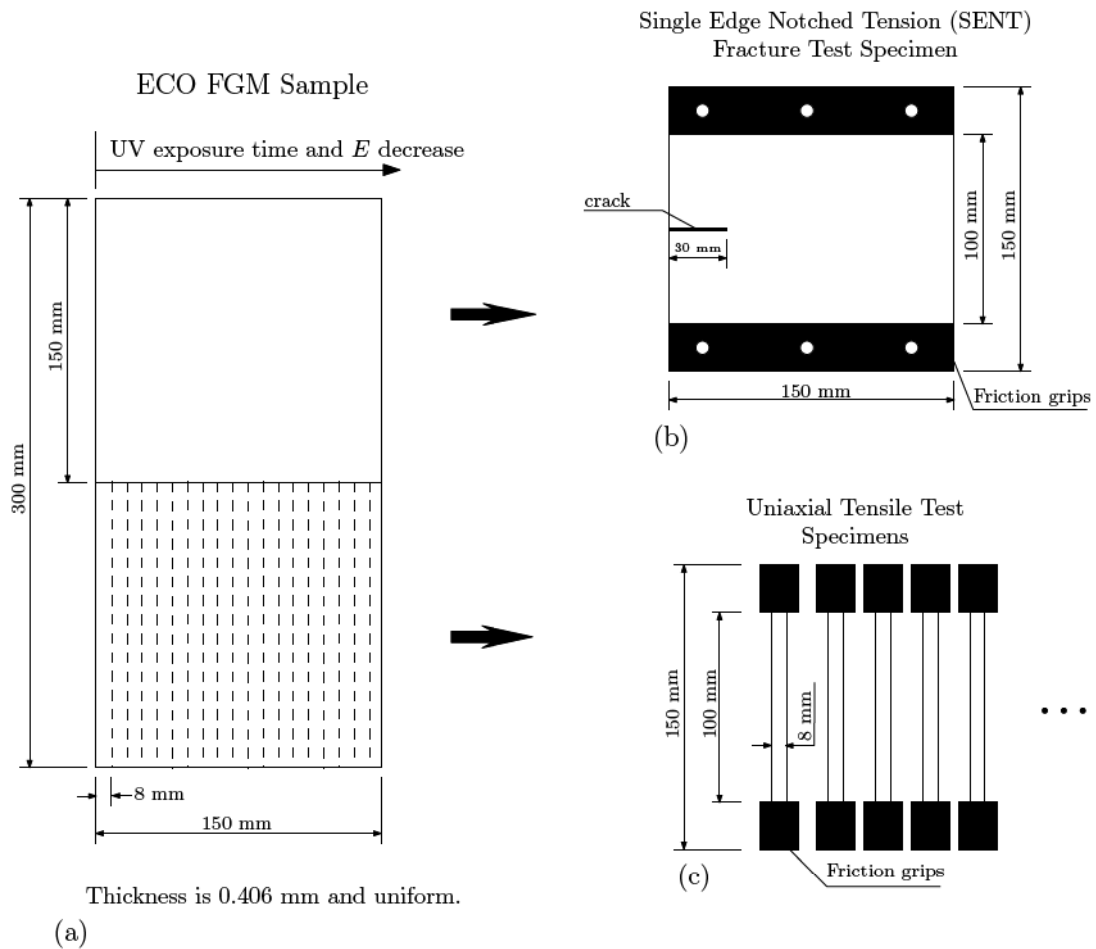 ECO FGM Sample
UV exposure time and E decrease
300 mm
150 mm
8 mm
150 mm
Thickness is 0.406 mm and uniform.
(a)
Single Edge Notched Tension (SENT)
Fracture Test Specimen
crack
30 mm
100 mm
150 mm
150 mm
Friction grips
(b)
Uniaxial Tensile Test
Specimens
150 mm
100 mm
8 mm
Friction grips
(c)